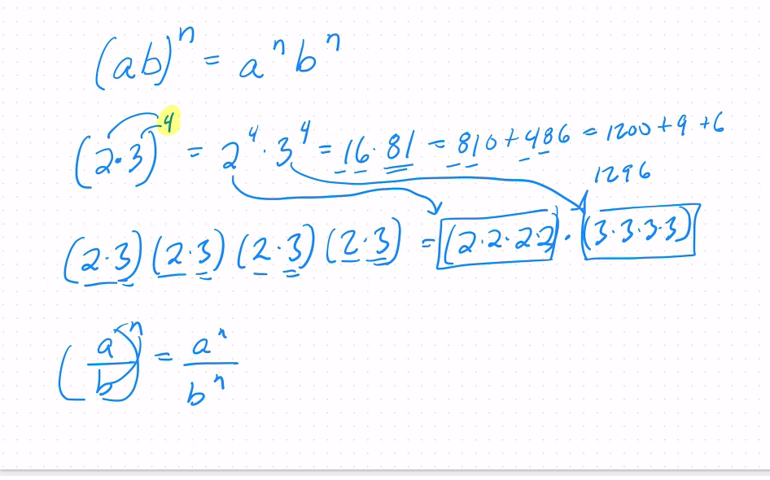 (ab)^n = a^n b^n
(2·3)^4 = 2^4 · 3^4 = 16 · 81 = 810 + 486 = 1200 + 9 + 6
1296
(2·3)(2·3)(2·3)(2·3) = (2·2·2·2) · (3·3·3·3)
(a/b)^n = a^n/b^n